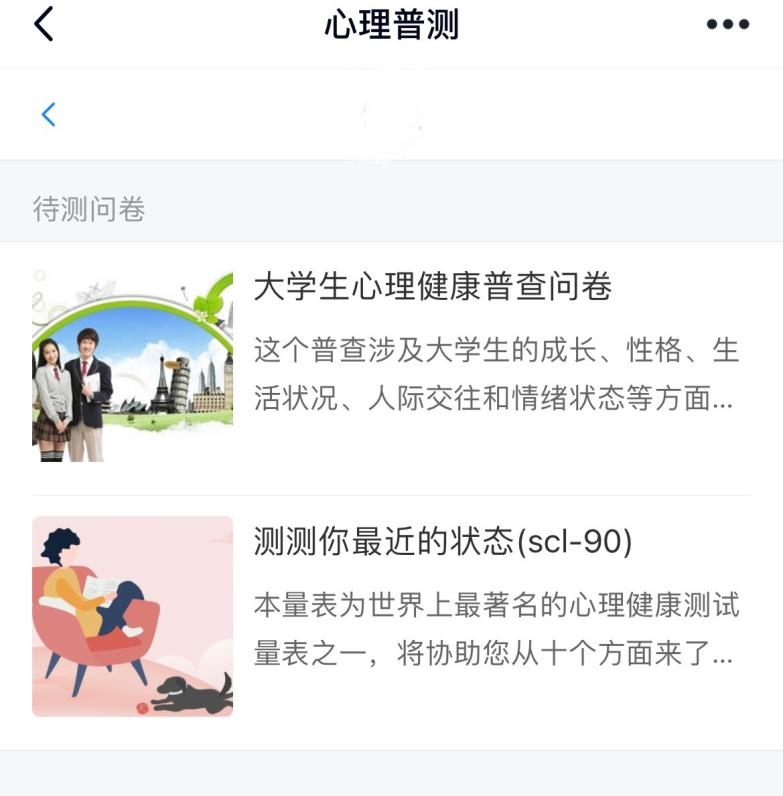 心理普测
待测问卷
大学生心理健康普查问卷
这个普查涉及大学生的成长、性格、生
活状况、人际交往和情绪状态等方面...
测测你最近的状态(scl-90)
本量表为世界上最著名的心理健康测试
量表之一，将协助您从十个方面来了...